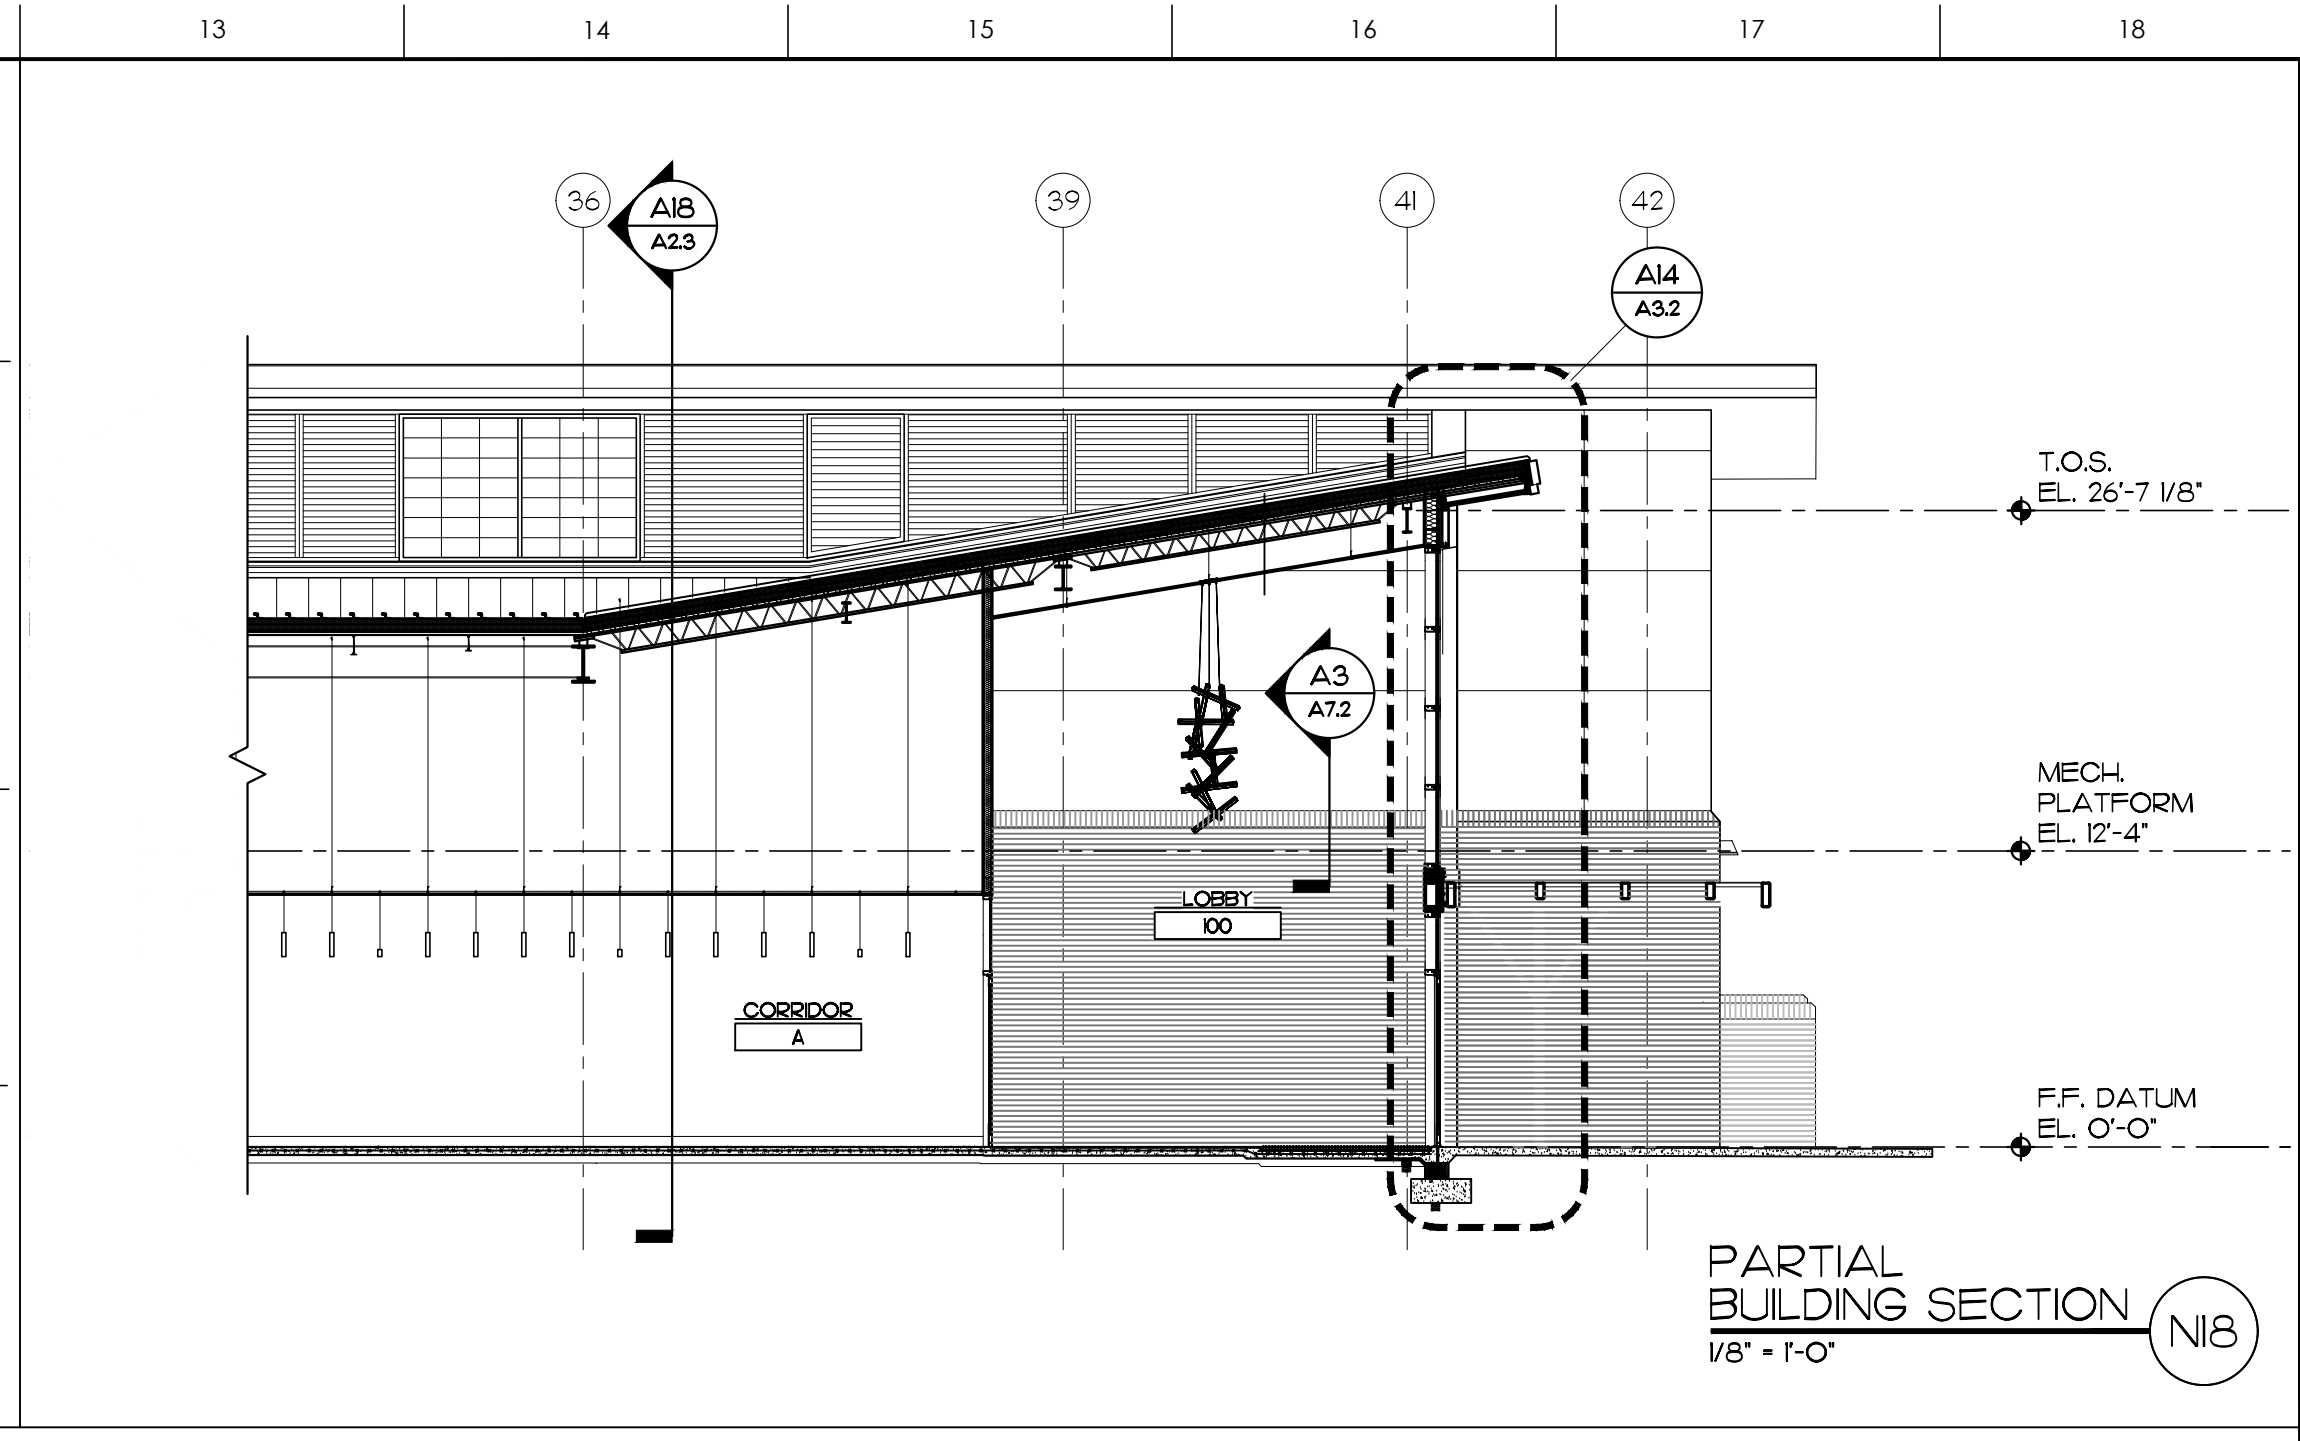 13
14
15
16
17
18
36
A18
A2.3
39
41
42
A14
A3.2
T.O.S.
EL. 26'-7 1/8"
A3
A7.2
MECH.
PLATFORM
EL. 12'-4"
LOBBY
100
CORRIDOR
A
F.F. DATUM
EL. 0'-0"
PARTIAL
BUILDING SECTION
N18
1/8" = 1'-0"